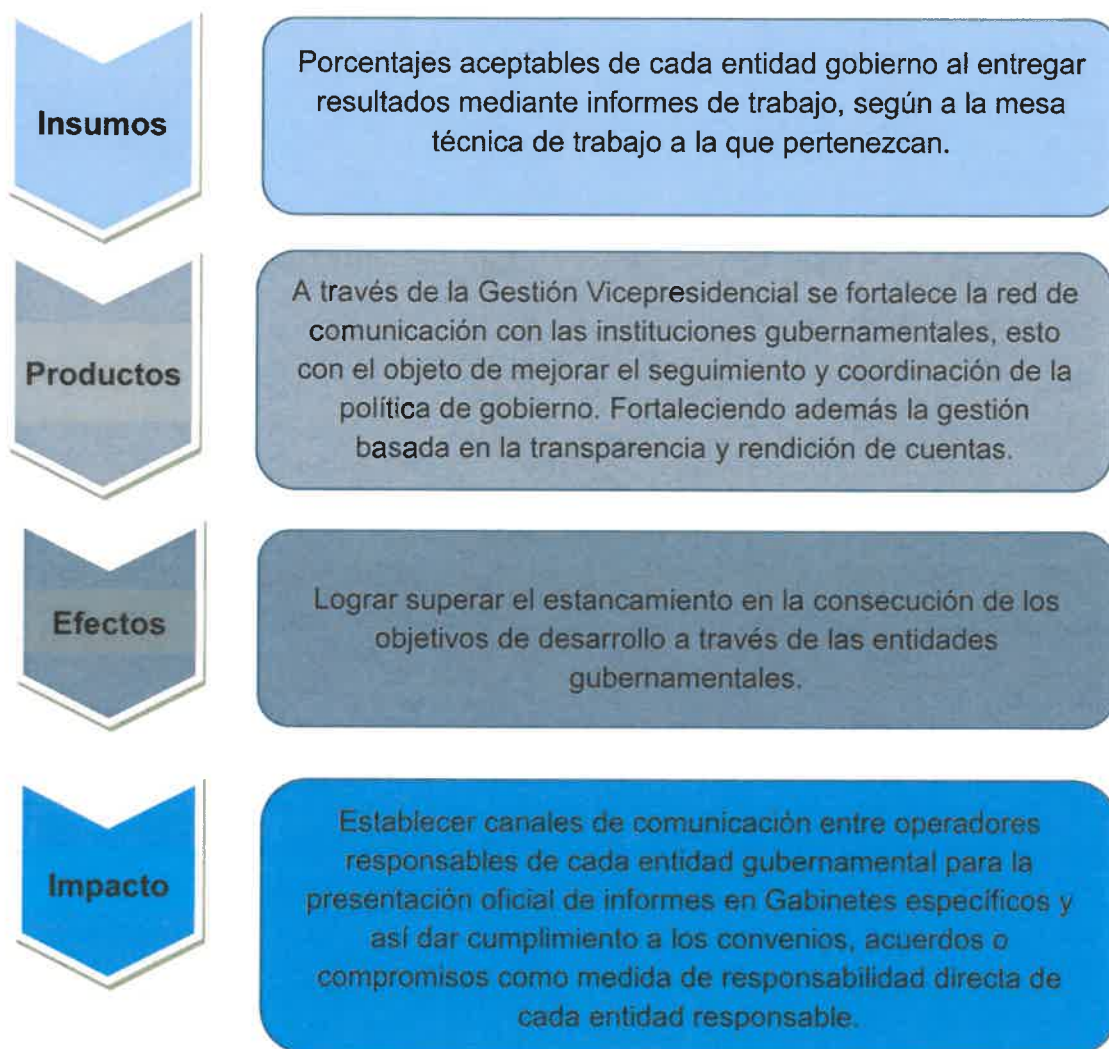 Insumos
Porcentajes aceptables de cada entidad gobierno al entregar
resultados mediante informes de trabajo, según a la mesa
técnica de trabajo a la que pertenezcan.
Productos
A través de la Gestión Vicepresidencial se fortalece la red de
comunicación con las instituciones gubernamentales, esto
con el objeto de mejorar el seguimiento y coordinación de la
política de gobierno. Fortaleciendo además la gestión
basada en la transparencia y rendición de cuentas.
Efectos
Lograr superar el estancamiento en la consecución de los
objetivos de desarrollo a través de las entidades
gubernamentales.
Impacto
Establecer canales de comunicación entre operadores
responsables de cada entidad gubernamental para la
presentación oficial de informes en Gabinetes específicos y
así dar cumplimiento a los convenios, acuerdos o
compromisos como medida de responsabilidad directa de
cada entidad responsable.